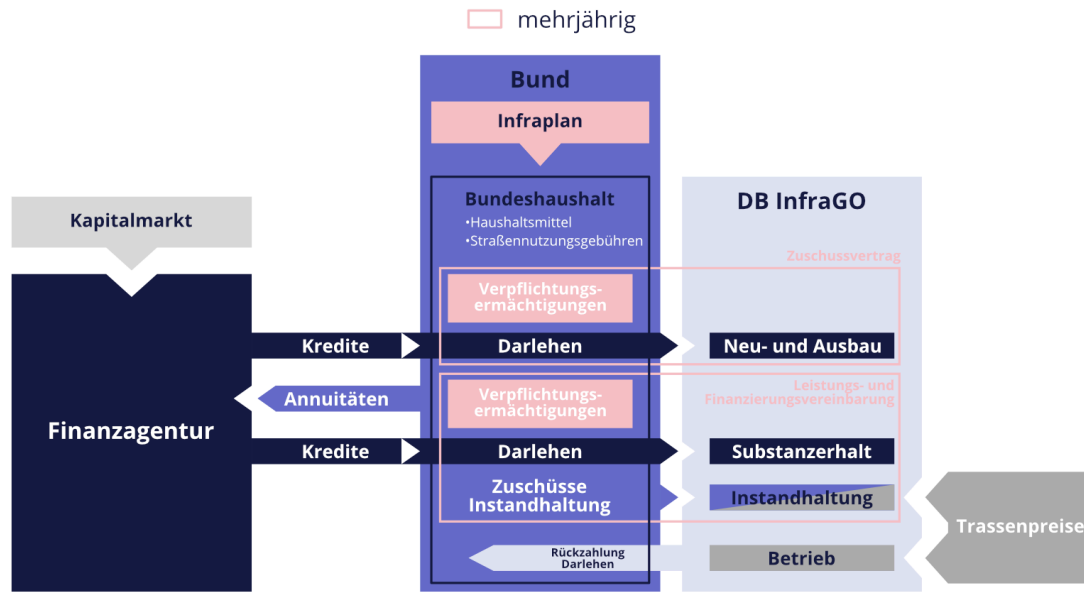 mehrjährig
Bund
Infraplan
Kapitalmarkt
Bundeshaushalt
•Haushaltsmittel
•Straßennutzungsgebühren
DB InfraGO
Zuschussvertrag
Verpflichtungs-
ermächtigungen
Kredite
Darlehen
Neu- und Ausbau
Annuitäten
Verpflichtungs-
ermächtigungen
Leistungs- und
Finanzierungsvereinbarung
Finanzagentur
Kredite
Darlehen
Substanzerhalt
Zuschüsse
Instandhaltung
Instandhaltung
Trassenpreise
Rückzahlung
Darlehen
Betrieb